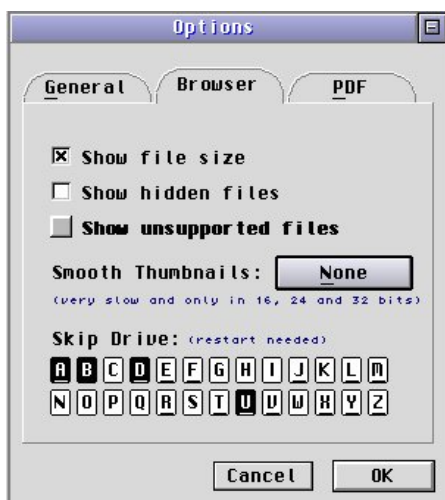 Options
General Browser PDF
Show file size
Show hidden files
Show unsupported files
Smooth Thumbnails: None
(very slow and only in 16, 24 and 32 bits)
Skip Drive: (restart needed)
A B C D E F G H I J K L M
N O P Q R S T U V W X Y Z
Cancel OK